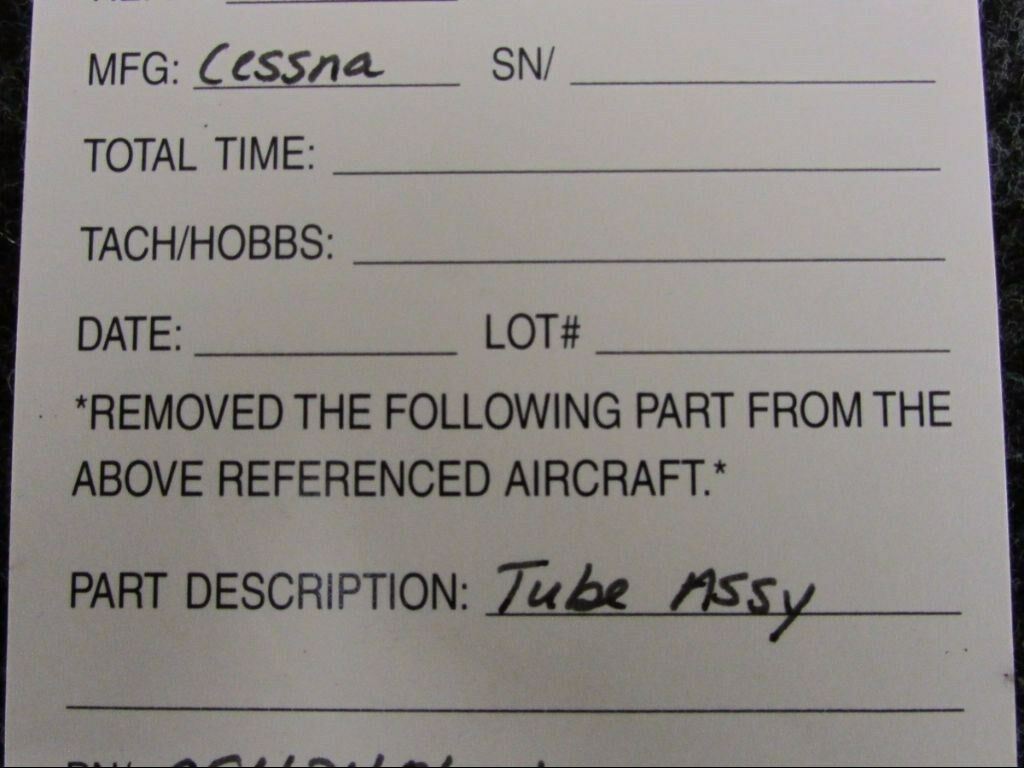 MFG: Cessna SN/
TOTAL TIME:
TACH/HOBBS:
DATE: LOT#
*REMOVED THE FOLLOWING PART FROM THE
ABOVE REFERENCED AIRCRAFT.*
PART DESCRIPTION: Tube Assy